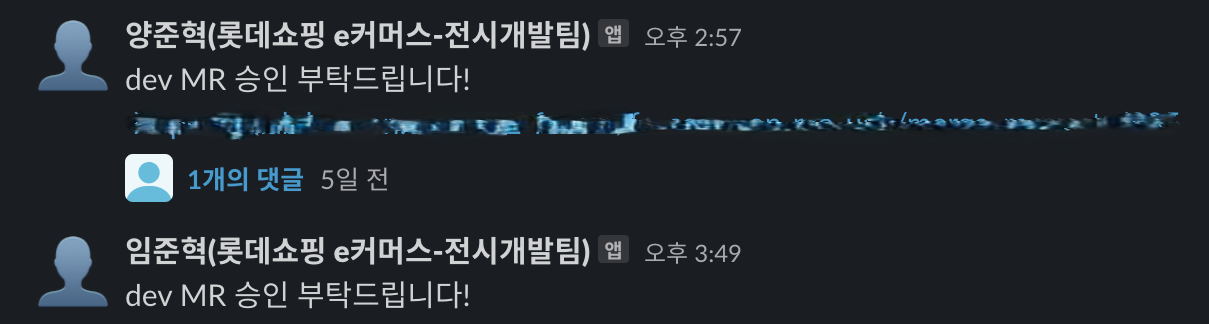 양준혁(롯데쇼핑 e커머스-전시개발팀) 앱 오후 2:57
dev MR 승인 부탁드립니다!
1개의 댓글 5일 전
임준혁(롯데쇼핑 e커머스-전시개발팀) 앱 오후 3:49
dev MR 승인 부탁드립니다!